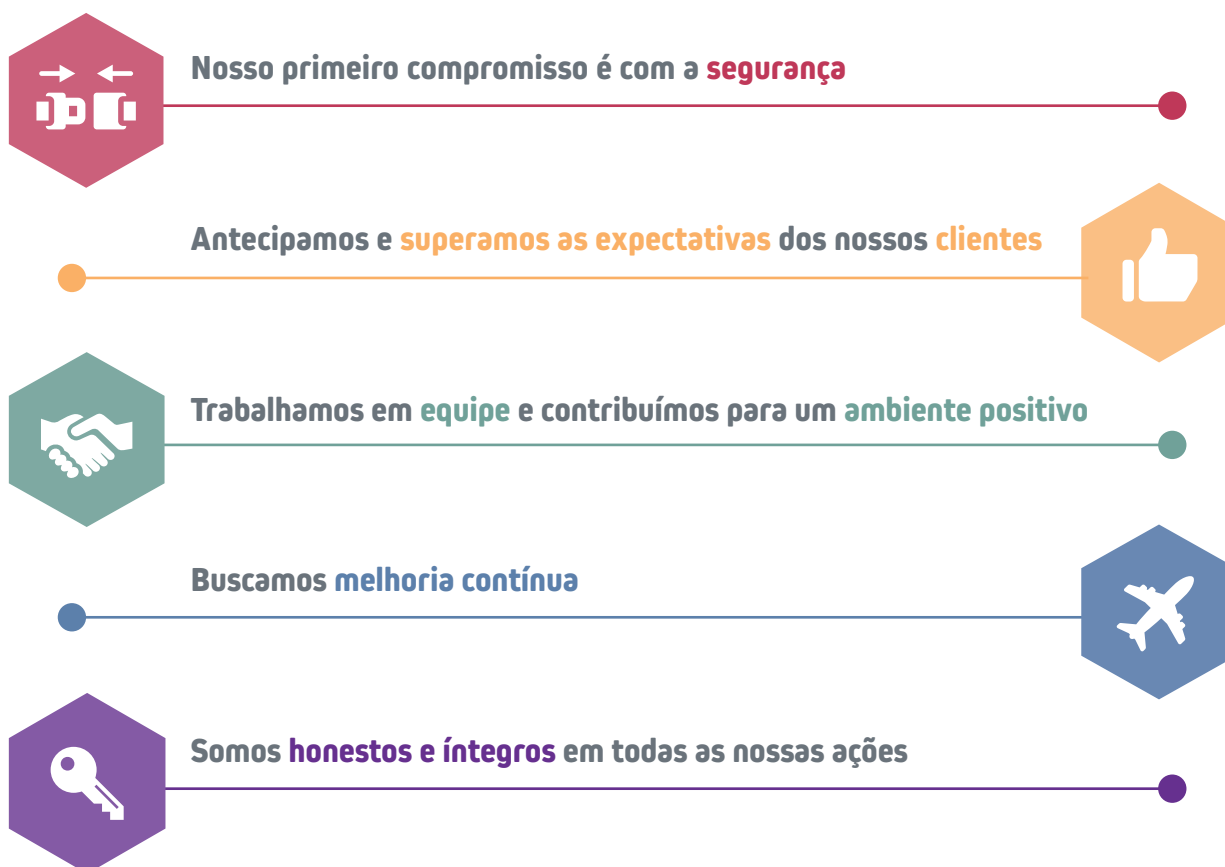 Nosso primeiro compromisso é com a segurança
Antecipamos e superamos as expectativas dos nossos clientes
Trabalhamos em equipe e contribuímos para um ambiente positivo
Buscamos melhoria contínua
Somos honestos e íntegros em todas as nossas ações